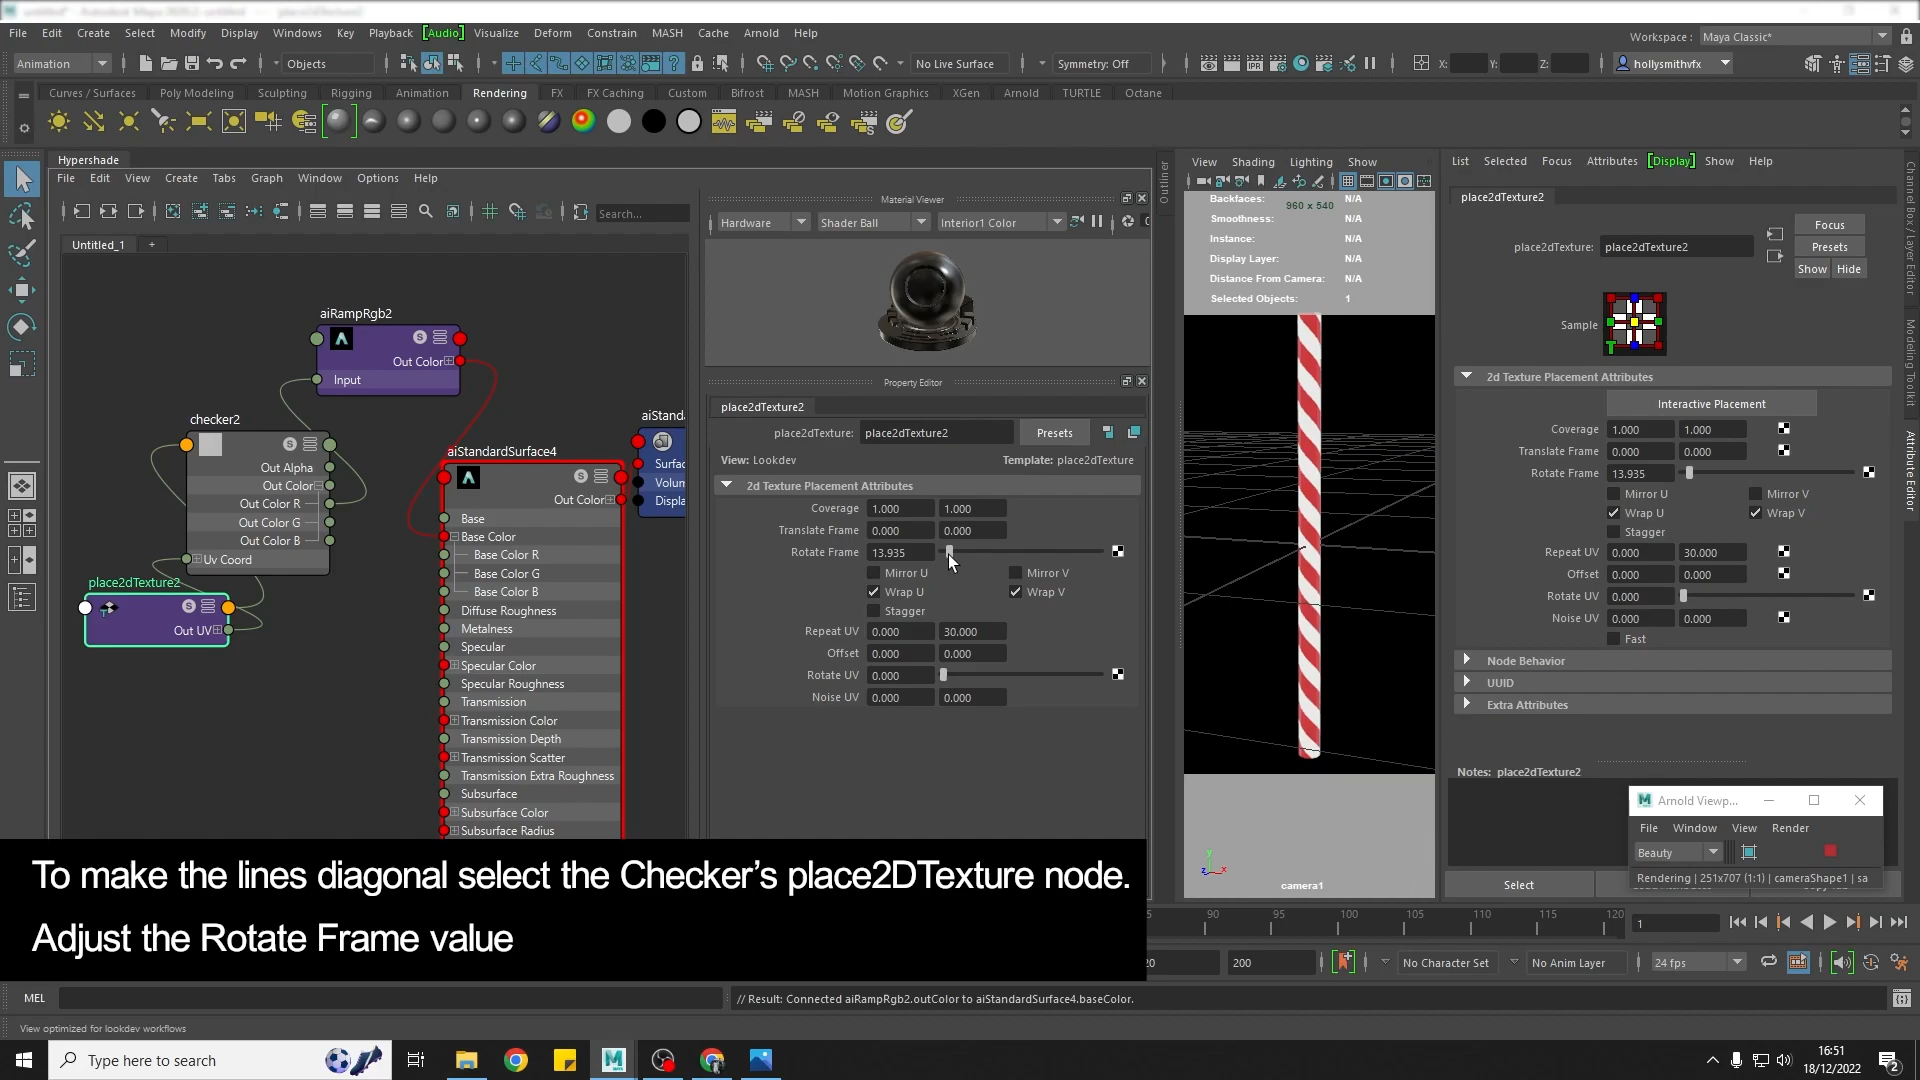 File Edit Create Select Modify Display Windows Key Playback [Audio] Visualize Deform Constrain MASH Cache Arnold Help
Workspace : Maya Classic*
Animation Objects No Live Surface Symmetry: Off X: Y: Z: hollysmithvfx
Curves / Surfaces Poly Modeling Sculpting Rigging Animation Rendering FX FX Caching Custom Bifrost MASH Motion Graphics XGen Arnold TURTLE Octane
Hypershade
File Edit View Create Tabs Graph Window Options Help
Search...
Untitled_1 +
aiRampRgb2
Out Color
Input
checker2
Out Alpha
Out Color
Out Color R
Out Color G
Out Color B
Uv Coord
place2dTexture2
Out UV
aiStandardSurface4
Out Color
Base
Base Color
Base Color R
Base Color G
Base Color B
Diffuse Roughness
Metalness
Specular
Specular Color
Specular Roughness
Transmission
Transmission Color
Transmission Depth
Transmission Scatter
Transmission Extra Roughness
Subsurface
Subsurface Color
Subsurface Radius
aiStanda
Surfac
Volum
Displa
Material Viewer
Hardware Shader Ball Interior1 Color
Property Editor
place2dTexture2
place2dTexture: place2dTexture2 Presets
View: Lookdev Template: place2dTexture
2d Texture Placement Attributes
Coverage 1.000 1.000
Translate Frame 0.000 0.000
Rotate Frame 13.935
Mirror U Mirror V
Wrap U Wrap V
Stagger
Repeat UV 0.000 30.000
Offset 0.000 0.000
Rotate UV 0.000
Noise UV 0.000 0.000
Outliner
View Shading Lighting Show
960 x 540
Backfaces: N/A
Smoothness: N/A
Instance: N/A
Display Layer: N/A
Distance From Camera: N/A
Selected Objects: 1
camera1
List Selected Focus Attributes [Display] Show Help
place2dTexture2
place2dTexture: place2dTexture2
Focus
Presets
Show Hide
Sample
2d Texture Placement Attributes
Interactive Placement
Coverage 1.000 1.000
Translate Frame 0.000 0.000
Rotate Frame 13.935
Mirror U Mirror V
Wrap U Wrap V
Stagger
Repeat UV 0.000 30.000
Offset 0.000 0.000
Rotate UV 0.000
Noise UV 0.000 0.000
Fast
Node Behavior
UUID
Extra Attributes
Notes: place2dTexture2
Select
Channel Box / Layer Editor
Modeling Toolkit
Attribute Editor
Arnold Viewp...
File Window View Render
Beauty
Rendering | 251x707 (1:1) | cameraShape1 | sa
To make the lines diagonal select the Checker's place2DTexture node.
Adjust the Rotate Frame value
90 95 100 105 110 115 120 1
200 No Character Set No Anim Layer 24 fps
MEL // Result: Connected aiRampRgb2.outColor to aiStandardSurface4.baseColor.
View optimized for lookdev workflows
Type here to search
16:51
18/12/2022
2